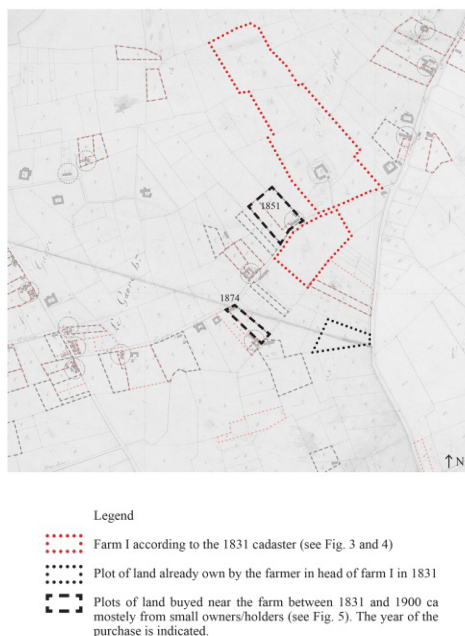 1851
1874
↑ N
Legend
Farm I according to the 1831 cadaster (see Fig. 3 and 4)
Plot of land already own by the farmer in head of farm I in 1831
Plots of land buyed near the farm between 1831 and 1900 ca
mostely from small owners/holders (see Fig. 5). The year of the
purchase is indicated.